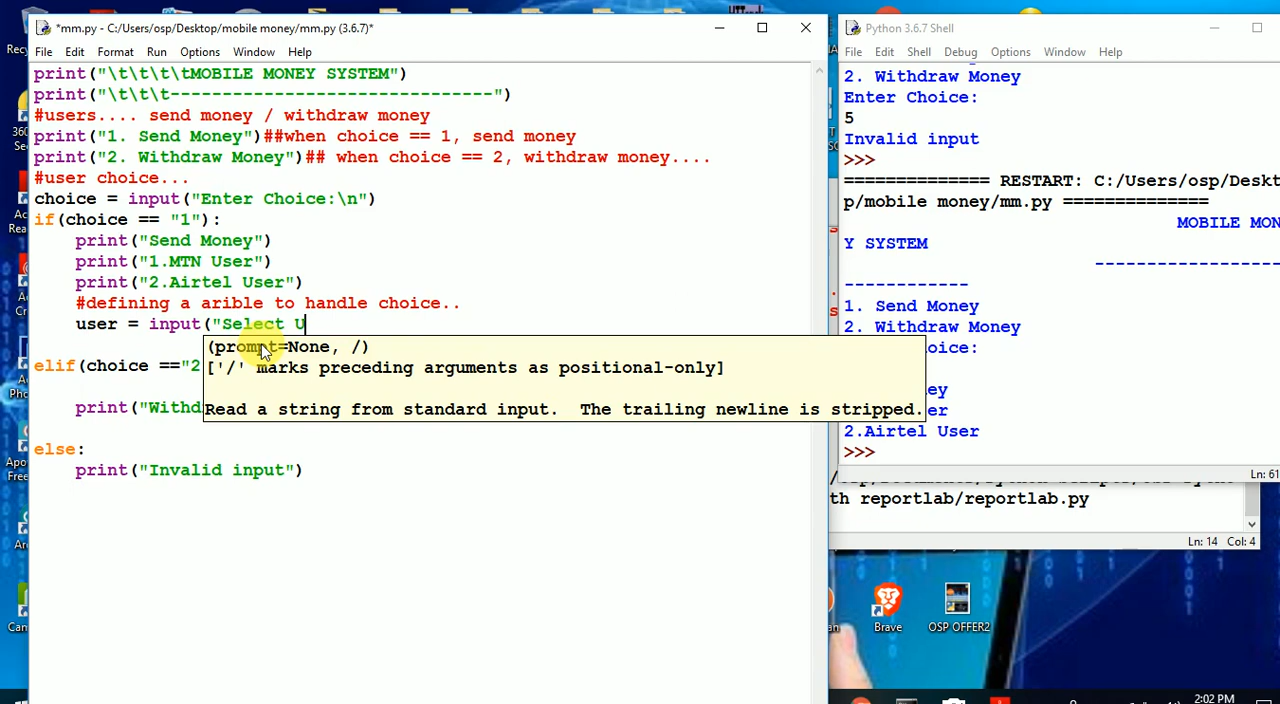 *mm.py - C:/Users/osp/Desktop/mobile money/mm.py (3.6.7)*
File Edit Format Run Options Window Help
print("\t\t\t\tMOBILE MONEY SYSTEM")
print("\t\t\t-------------------------------")
#users.... send money / withdraw money
print("1. Send Money")##when choice == 1, send money
print("2. Withdraw Money")## when choice == 2, withdraw money....
#user choice...
choice = input("Enter Choice:\n")
if(choice == "1"):
print("Send Money")
print("1.MTN User")
print("2.Airtel User")
#defining a arible to handle choice..
user = input("Select U
(prompt=None, /)
['/' marks preceding arguments as positional-only]
Read a string from standard input. The trailing newline is stripped.
elif(choice =="2
print("Withd
else:
print("Invalid input")
Python 3.6.7 Shell
File Edit Shell Debug Options Window Help
2. Withdraw Money
Enter Choice:
5
Invalid input
>>>
============== RESTART: C:/Users/osp/Deskt
p/mobile money/mm.py ==============
MOBILE MON
Y SYSTEM
-------------------
------------
1. Send Money
2. Withdraw Money
oice:
ey
er
2.Airtel User
>>>
Ln: 61
th reportlab/reportlab.py
Ln: 14 Col: 4
Brave
OSP OFFER2
2:02 PM